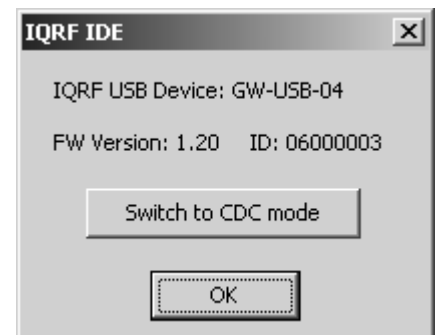 IQRF IDE
IQRF USB Device: GW-USB-04
FW Version: 1.20 ID: 06000003
Switch to CDC mode
OK